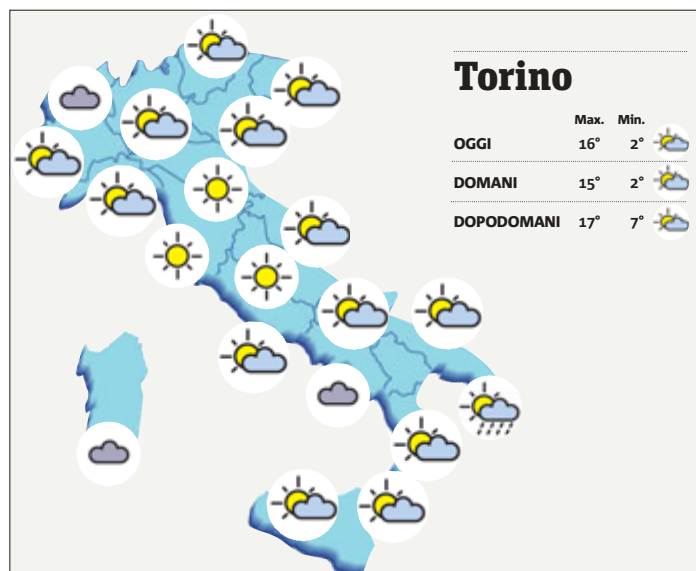 Torino
Max. Min.
OGGI 16° 2°
DOMANI 15° 2°
DOPODOMANI 17° 7°